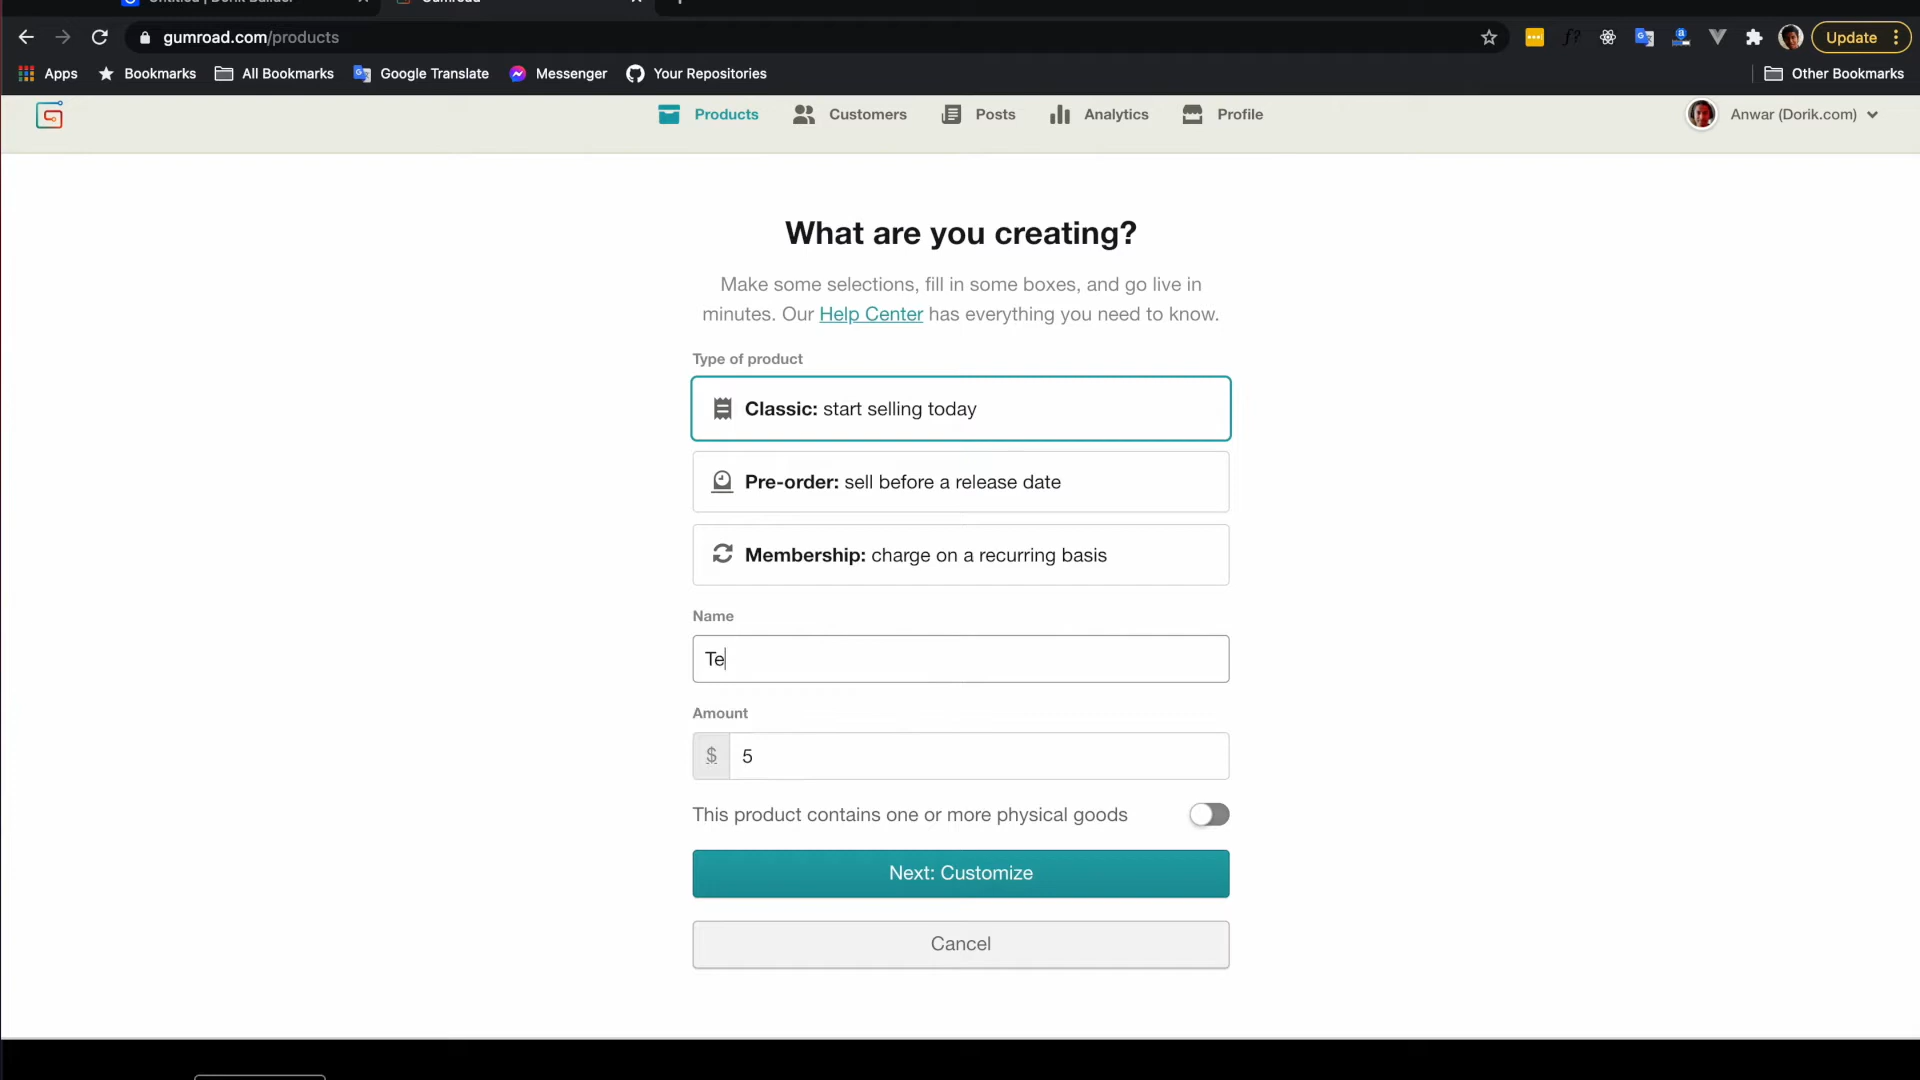 Untitled | Dorik Builder
Gumroad
gumroad.com/products
Update
Apps
Bookmarks
All Bookmarks
Google Translate
Messenger
Your Repositories
Other Bookmarks
Products
Customers
Posts
Analytics
Profile
Anwar (Dorik.com)
What are you creating?
Make some selections, fill in some boxes, and go live in
minutes. Our Help Center has everything you need to know.
Type of product
Classic: start selling today
Pre-order: sell before a release date
Membership: charge on a recurring basis
Name
Te
Amount
$ 5
This product contains one or more physical goods
Next: Customize
Cancel